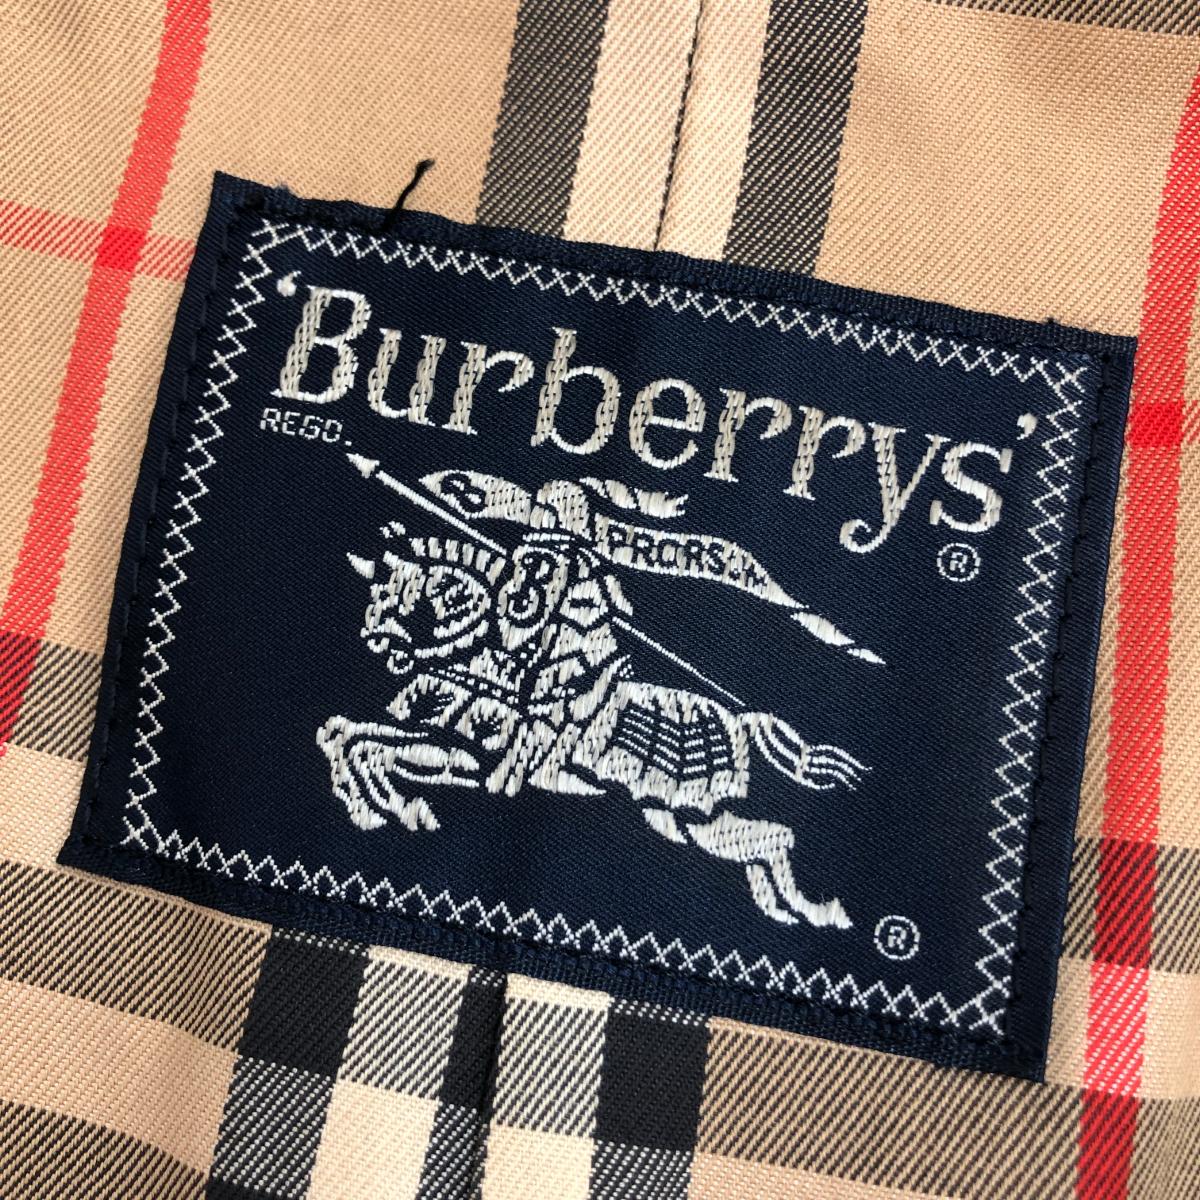 'Burberrys'
REGD.
®
PRORSUM
®